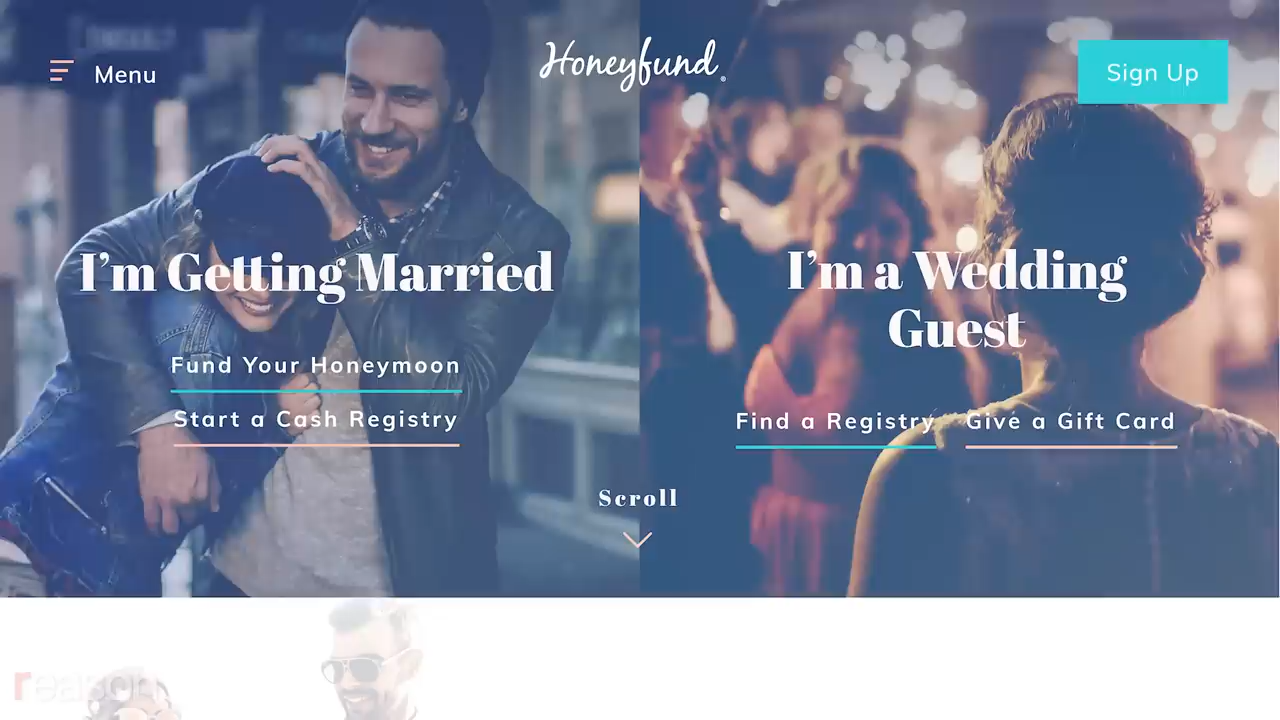 Menu
Honeyfund®
Sign Up
I'm Getting Married
Fund Your Honeymoon
Start a Cash Registry
I'm a Wedding
Guest
Find a Registry
Give a Gift Card
Scroll
reason